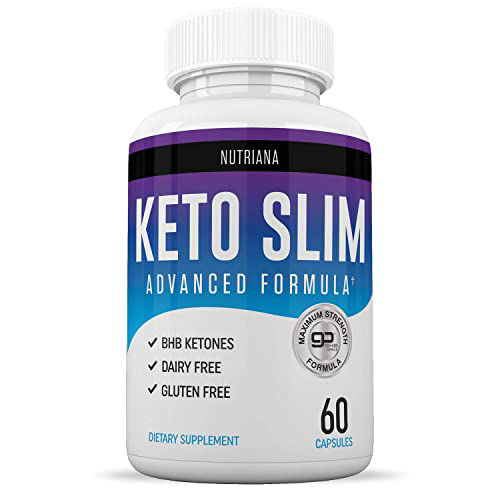 NUTRIANA
KETO SLIM
ADVANCED FORMULA†
✓ BHB KETONES
✓ DAIRY FREE
✓ GLUTEN FREE
MAXIMUM STRENGTH
FORMULA
DIETARY SUPPLEMENT
60
CAPSULES